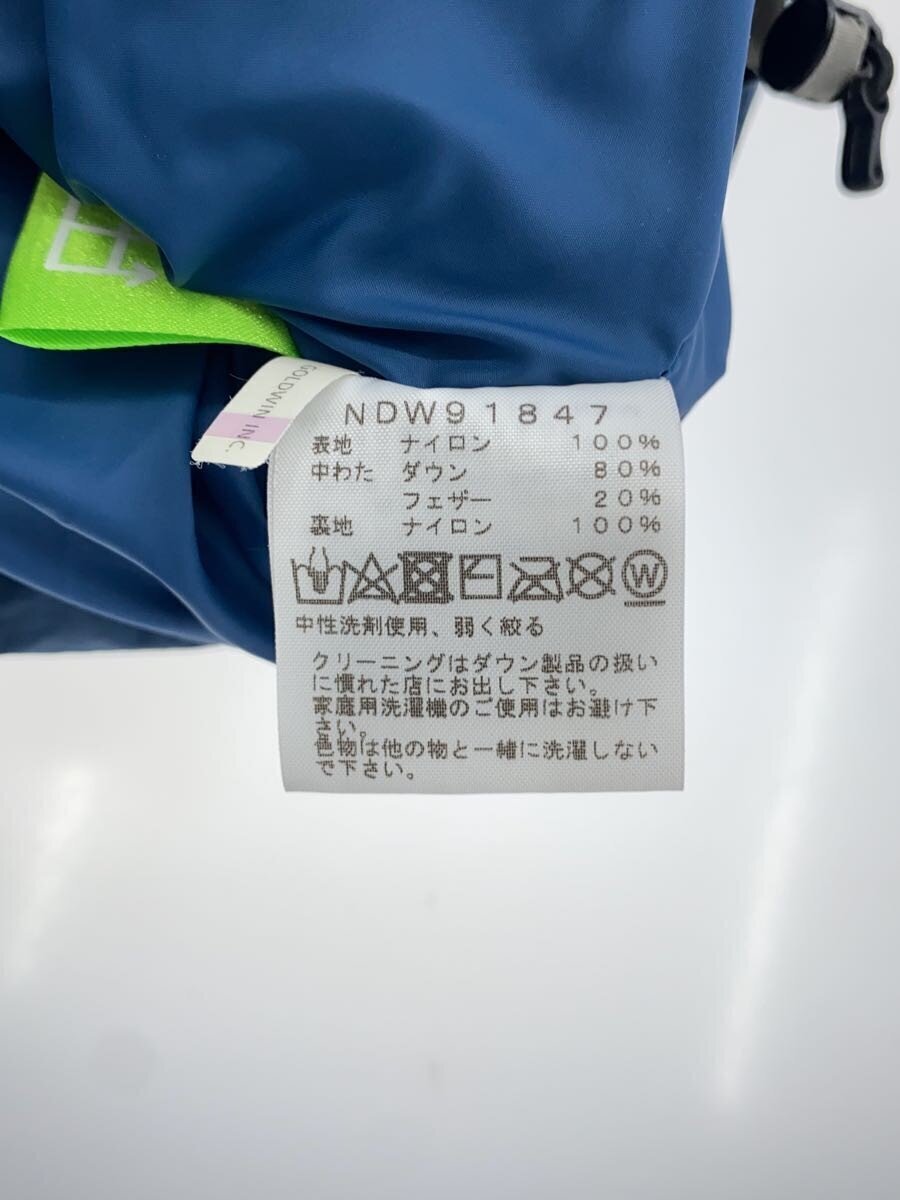 GOLDWIN INC.
NDW91847
表地 ナイロン 100%
中わた ダウン 80%
フェザー 20%
裏地 ナイロン 100%
W
中性洗剤使用、弱く絞る
クリーニングはダウン製品の扱い
に慣れた店にお出し下さい。
家庭用洗濯機のご使用はお避け下
さい。
色物は他の物と一緒に洗濯しない
で下さい。